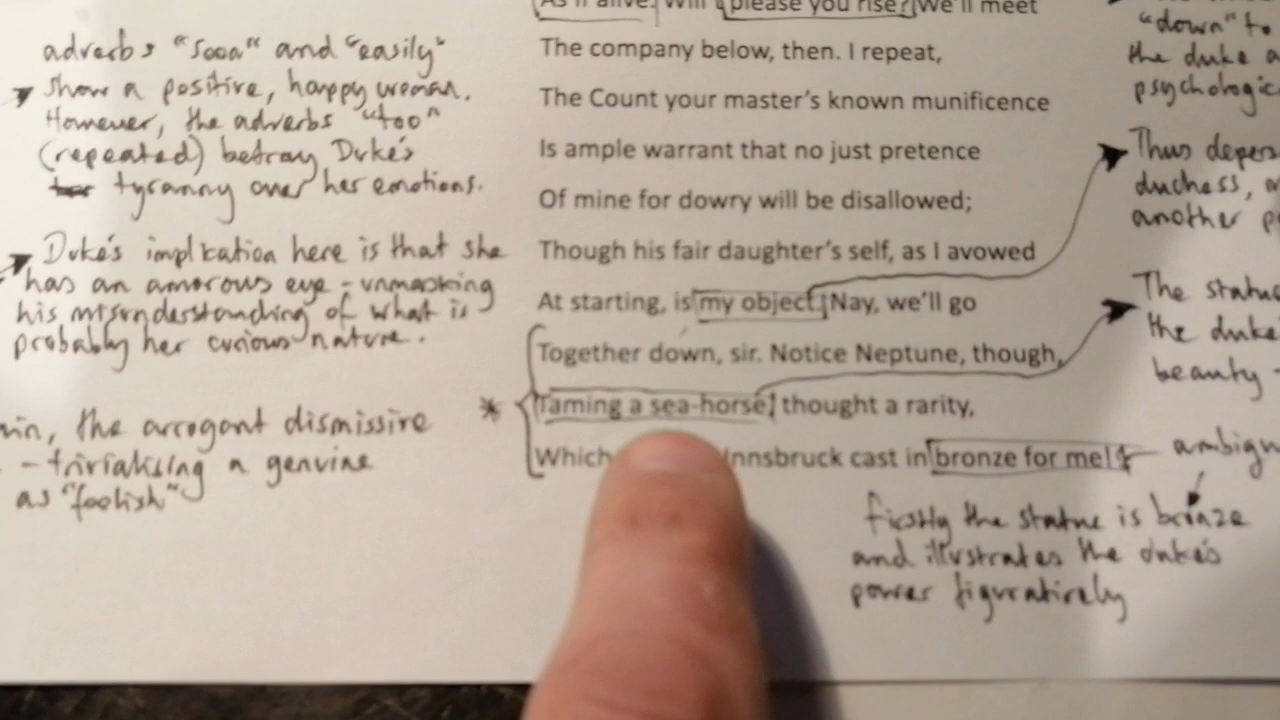 As if alive. Will please you rise? We'll meet
The company below, then. I repeat,
The Count your master's known munificence
Is ample warrant that no just pretence
Of mine for dowry will be disallowed;
Though his fair daughter's self, as I avowed
At starting, is my object. Nay, we'll go
Together down, sir. Notice Neptune, though,
Taming a sea-horse, thought a rarity,
Which Innsbruck cast in bronze for me!
adverbs "soon" and "easily"
show a positive, happy woman.
However, the adverbs "too"
(repeated) betray Duke's
tyranny over her emotions.
Duke's implication here is that she
has an amorous eye - unmasking
his misunderstanding of what is
probably her curious nature.
the arrogant dismissive
- trivialising a genuine
as "foolish"
"down" to
the duke
psychologic
Thus depers
duchess,
another
The statue
the duke
beauty -
*
ambigu
firstly the statue is bronze
and illustrates the duke's
power figuratively